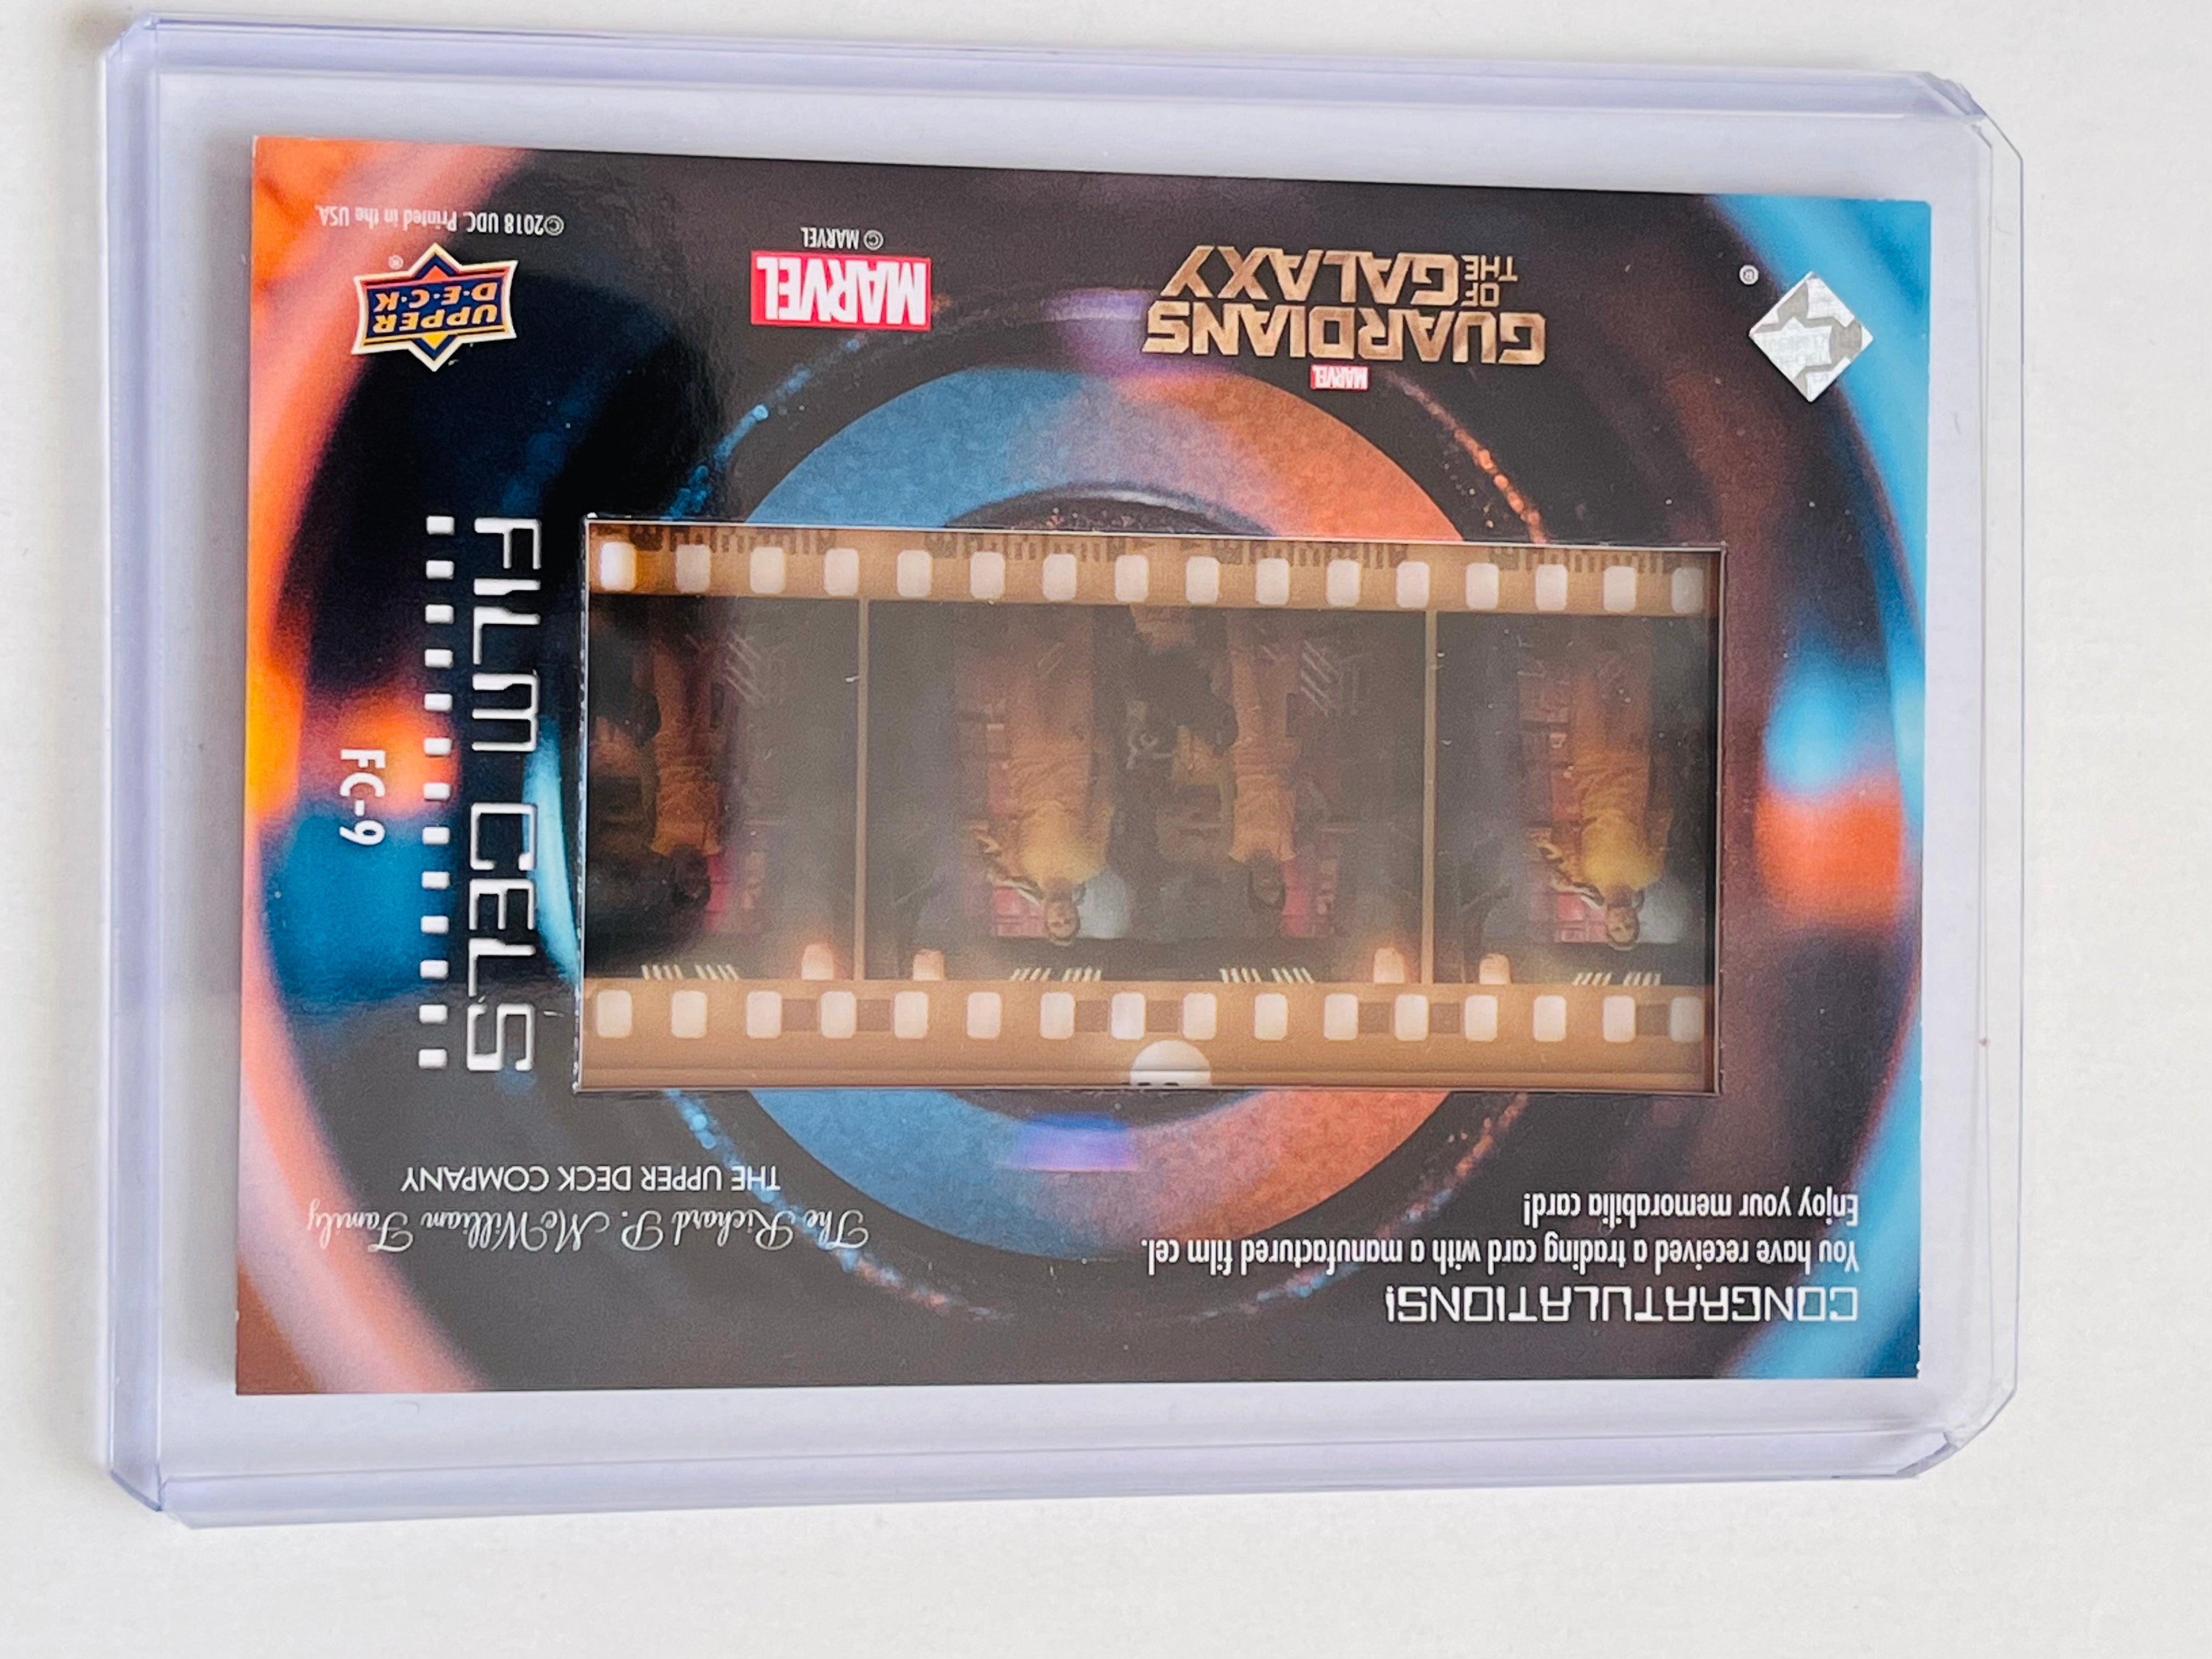 CONGRATULATIONS!
You have received a trading card with a manufactured film cel.
Enjoy your memorabilia card!
The Richard P. McWilliam Family
THE UPPER DECK COMPANY
FILM CELS
FC-9
MARVEL
GUARDIANS
OF THE GALAXY
®
MARVEL
© MARVEL
UPPER
D·E·C·K
®
©2018 UDC. Printed in the USA.